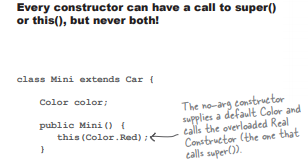 Every constructor can have a call to super()
or this(), but never both!
class Mini extends Car {
Color color;
public Mini() {
this(Color.Red);
}
The no-arg constructor
supplies a default Color and
calls the overloaded Real
Constructor (the one that
calls super()).